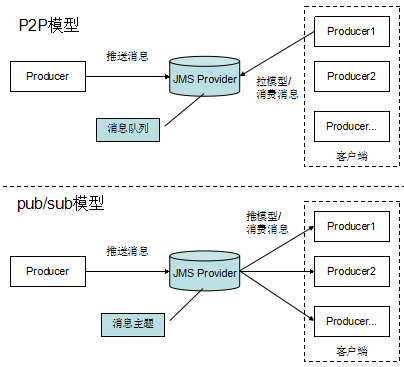 P2P模型
Producer
推送消息
JMS Provider
消息队列
拉模型/
消费消息
Producer1
Producer2
Producer...
客户端
pub/sub模型
Producer
推送消息
JMS Provider
消息主题
推模型/
消费消息
Producer1
Producer2
Producer...
客户端